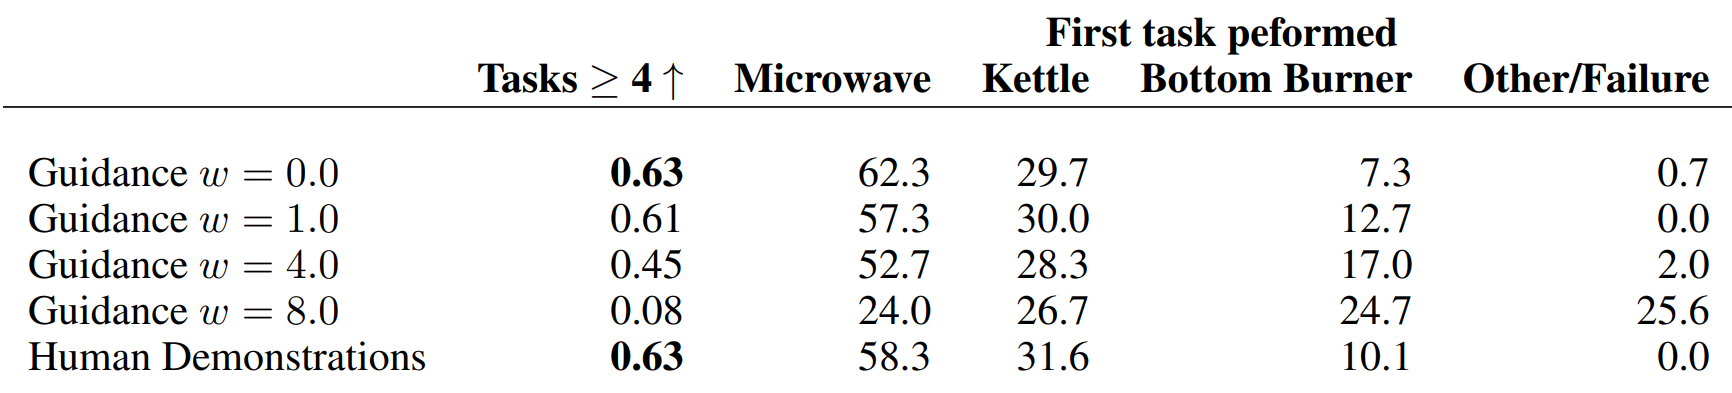 First task peformed
Tasks ≥ 4 ↑ Microwave Kettle Bottom Burner Other/Failure
Guidance w = 0.0 0.63 62.3 29.7 7.3 0.7
Guidance w = 1.0 0.61 57.3 30.0 12.7 0.0
Guidance w = 4.0 0.45 52.7 28.3 17.0 2.0
Guidance w = 8.0 0.08 24.0 26.7 24.7 25.6
Human Demonstrations 0.63 58.3 31.6 10.1 0.0